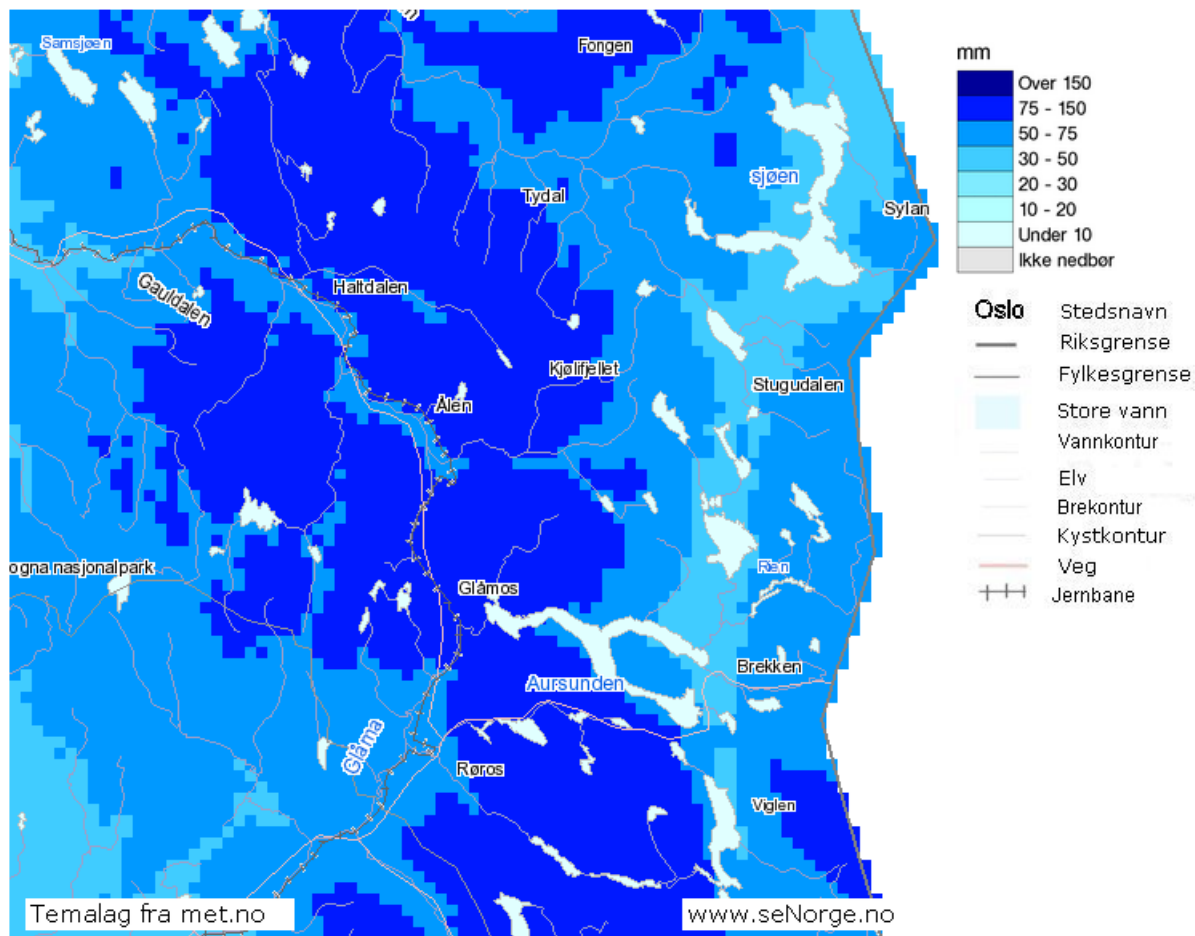 Samsjøen
Fongen
sjøen
Tydal
Sylan
Gauldalen
Haltdalen
Kjølifjellet
Stugudalen
Ålen
ogna nasjonalpark
Rien
Glåmos
Brekken
Aursunden
Glåma
Røros
Viglen
Temalag fra met.no
www.seNorge.no
mm
Over 150
75 - 150
50 - 75
30 - 50
20 - 30
10 - 20
Under 10
Ikke nedbør
Oslo Stedsnavn
Riksgrense
Fylkesgrense
Store vann
Vannkontur
Elv
Brekontur
Kystkontur
Veg
Jernbane